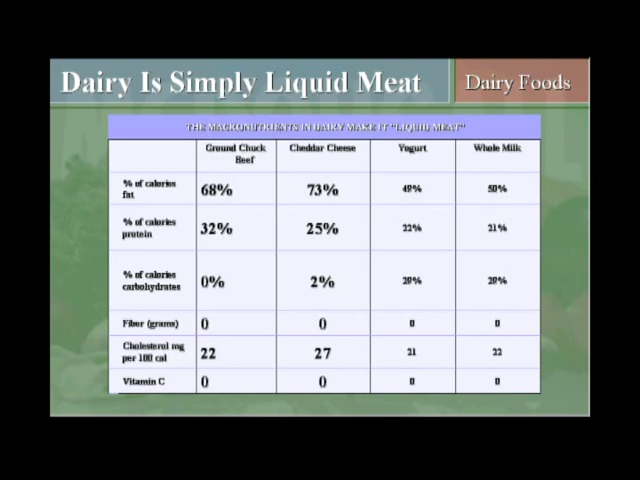 Dairy Is Simply Liquid Meat
Dairy Foods
THE MACRONUTRIENTS IN DAIRY MAKE IT "LIQUID MEAT"
Ground Chuck Cheddar Cheese Yogurt Whole Milk
Beef
% of calories
fat 68% 73% 49% 50%
% of calories
protein 32% 25% 22% 21%
% of calories
carbohydrates 0% 2% 29% 29%
Fiber (grams) 0 0 0 0
Cholesterol mg
per 100 cal 22 27 21 22
Vitamin C 0 0 0 0